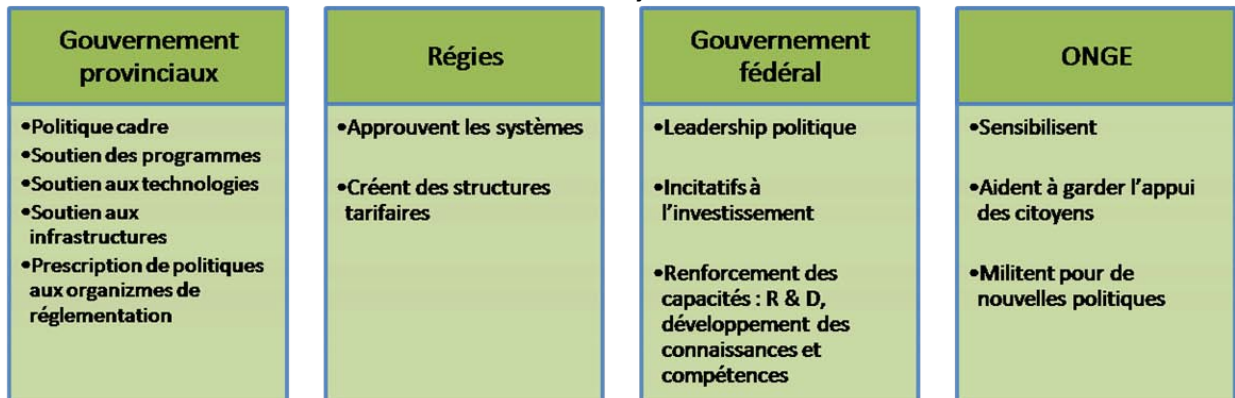 Gouvernement
provinciaux
•Politique cadre
•Soutien des programmes
•Soutien aux technologies
•Soutien aux
infrastructures
•Prescription de politiques
aux organizmes de
réglementation
Régies
•Approuvent les systèmes
•Créent des structures
tarifaires
Gouvernement
fédéral
•Leadership politique
•Incitatifs à
l’investissement
•Renforcement des
capacités : R & D,
développement des
connaissances et
compétences
ONGE
•Sensibilisent
•Aident à garder l’appui
des citoyens
•Militent pour de
nouvelles politiques